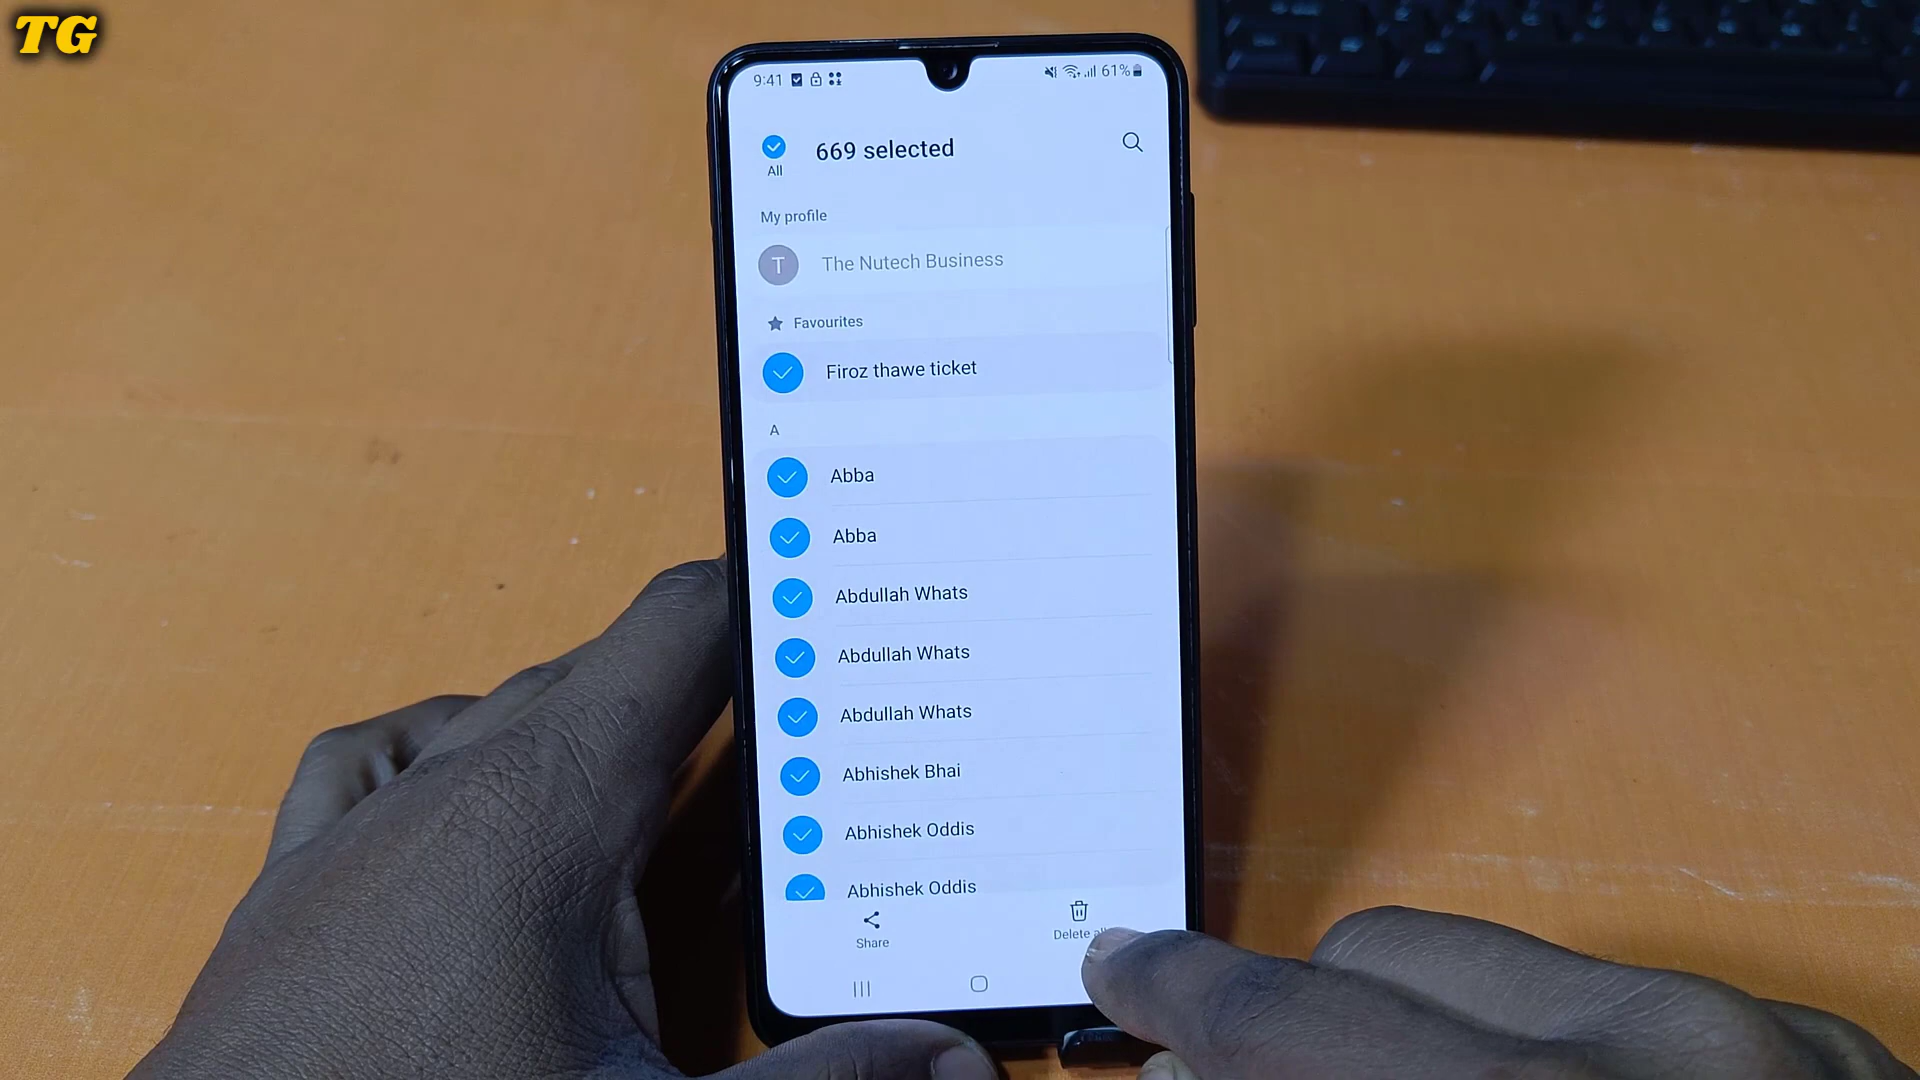 TG
9:41
61%
All
669 selected
My profile
T
The Nutech Business
Favourites
Firoz thawe ticket
A
Abba
Abba
Abdullah Whats
Abdullah Whats
Abdullah Whats
Abhishek Bhai
Abhishek Oddis
Abhishek Oddis
Share
Delete